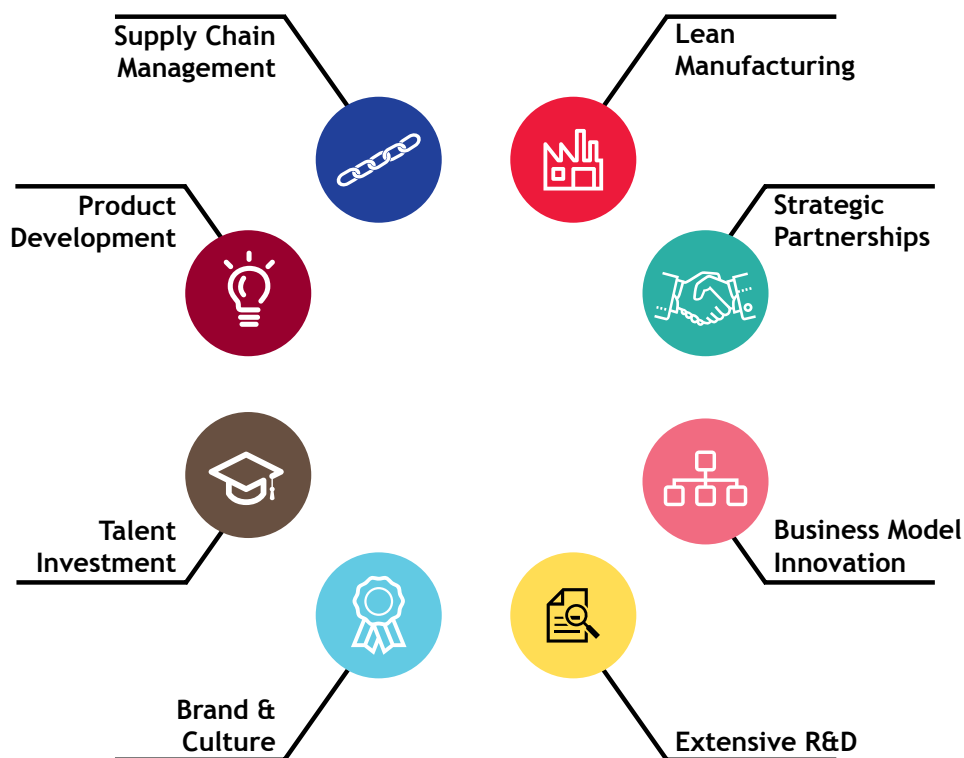 Supply Chain
Management
Lean
Manufacturing
Product
Development
Strategic
Partnerships
Talent
Investment
Business Model
Innovation
Brand &
Culture
Extensive R&D